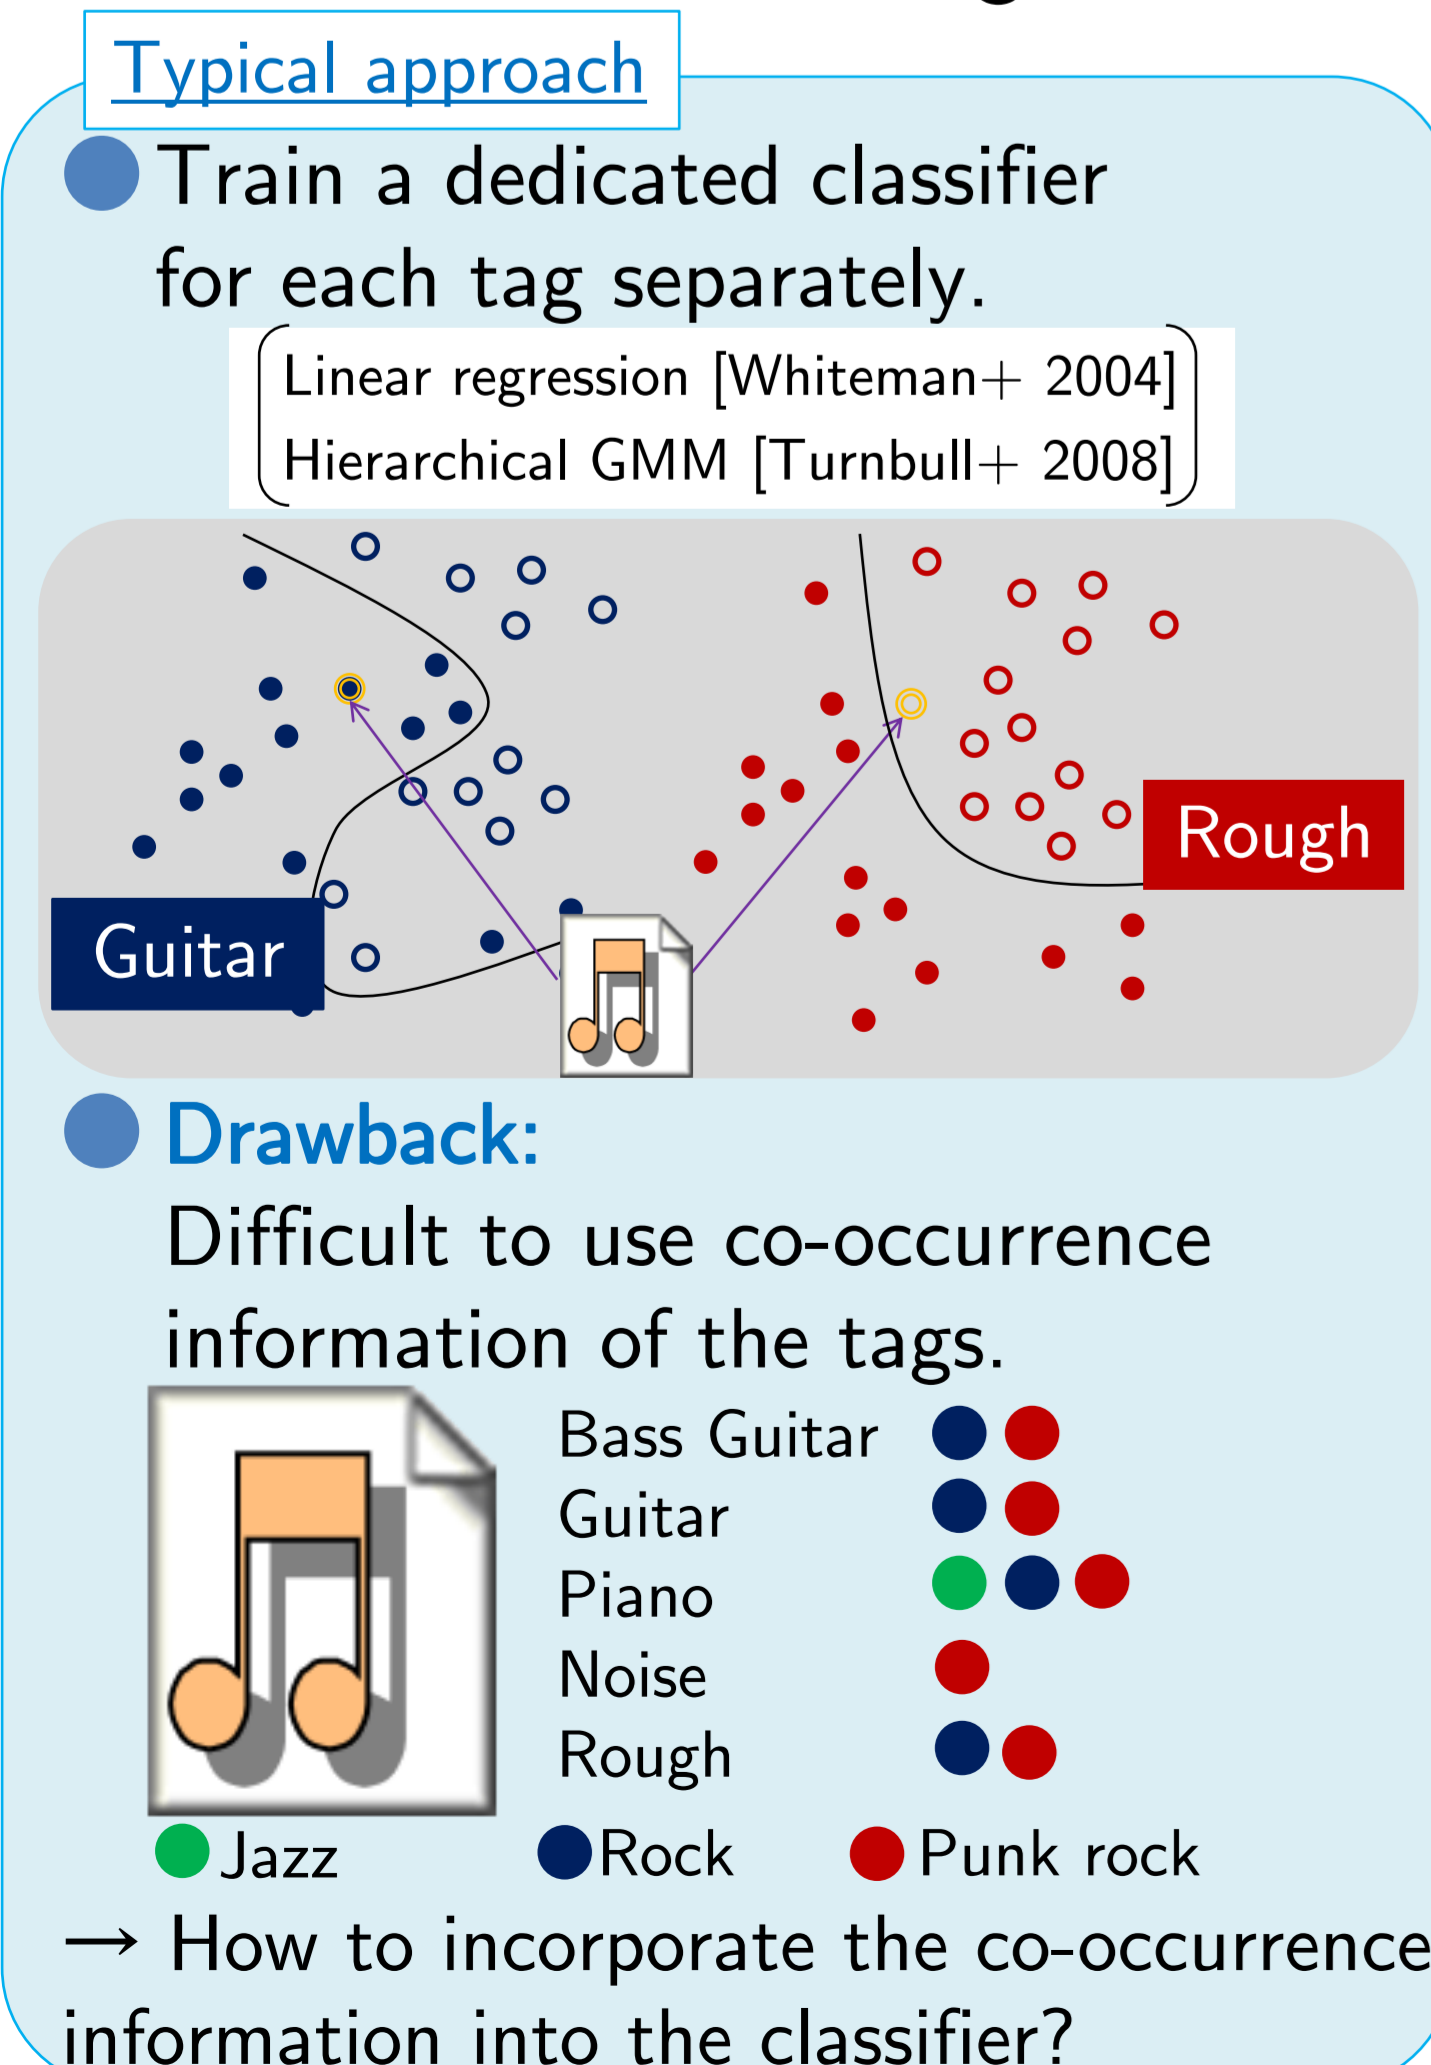 Typical approach
Train a dedicated classifier
for each tag separately.
Linear regression [Whiteman+ 2004]
Hierarchical GMM [Turnbull+ 2008]
Rough
Guitar
Drawback:
Difficult to use co-occurrence
information of the tags.
Bass Guitar
Guitar
Piano
Noise
Rough
Jazz Rock Punk rock
→ How to incorporate the co-occurrence
information into the classifier?